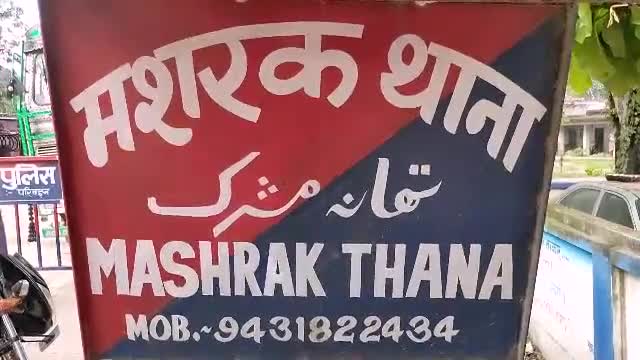 मशरक थाना
تھانہ مشرک
MASHRAK THANA
MOB.~9431822434
पुलिस